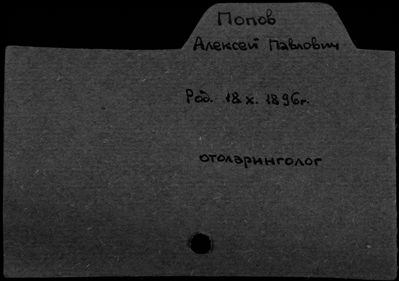 Попов
Алексей Павлович
Род. 18 X. 1896г.
отоларинголог